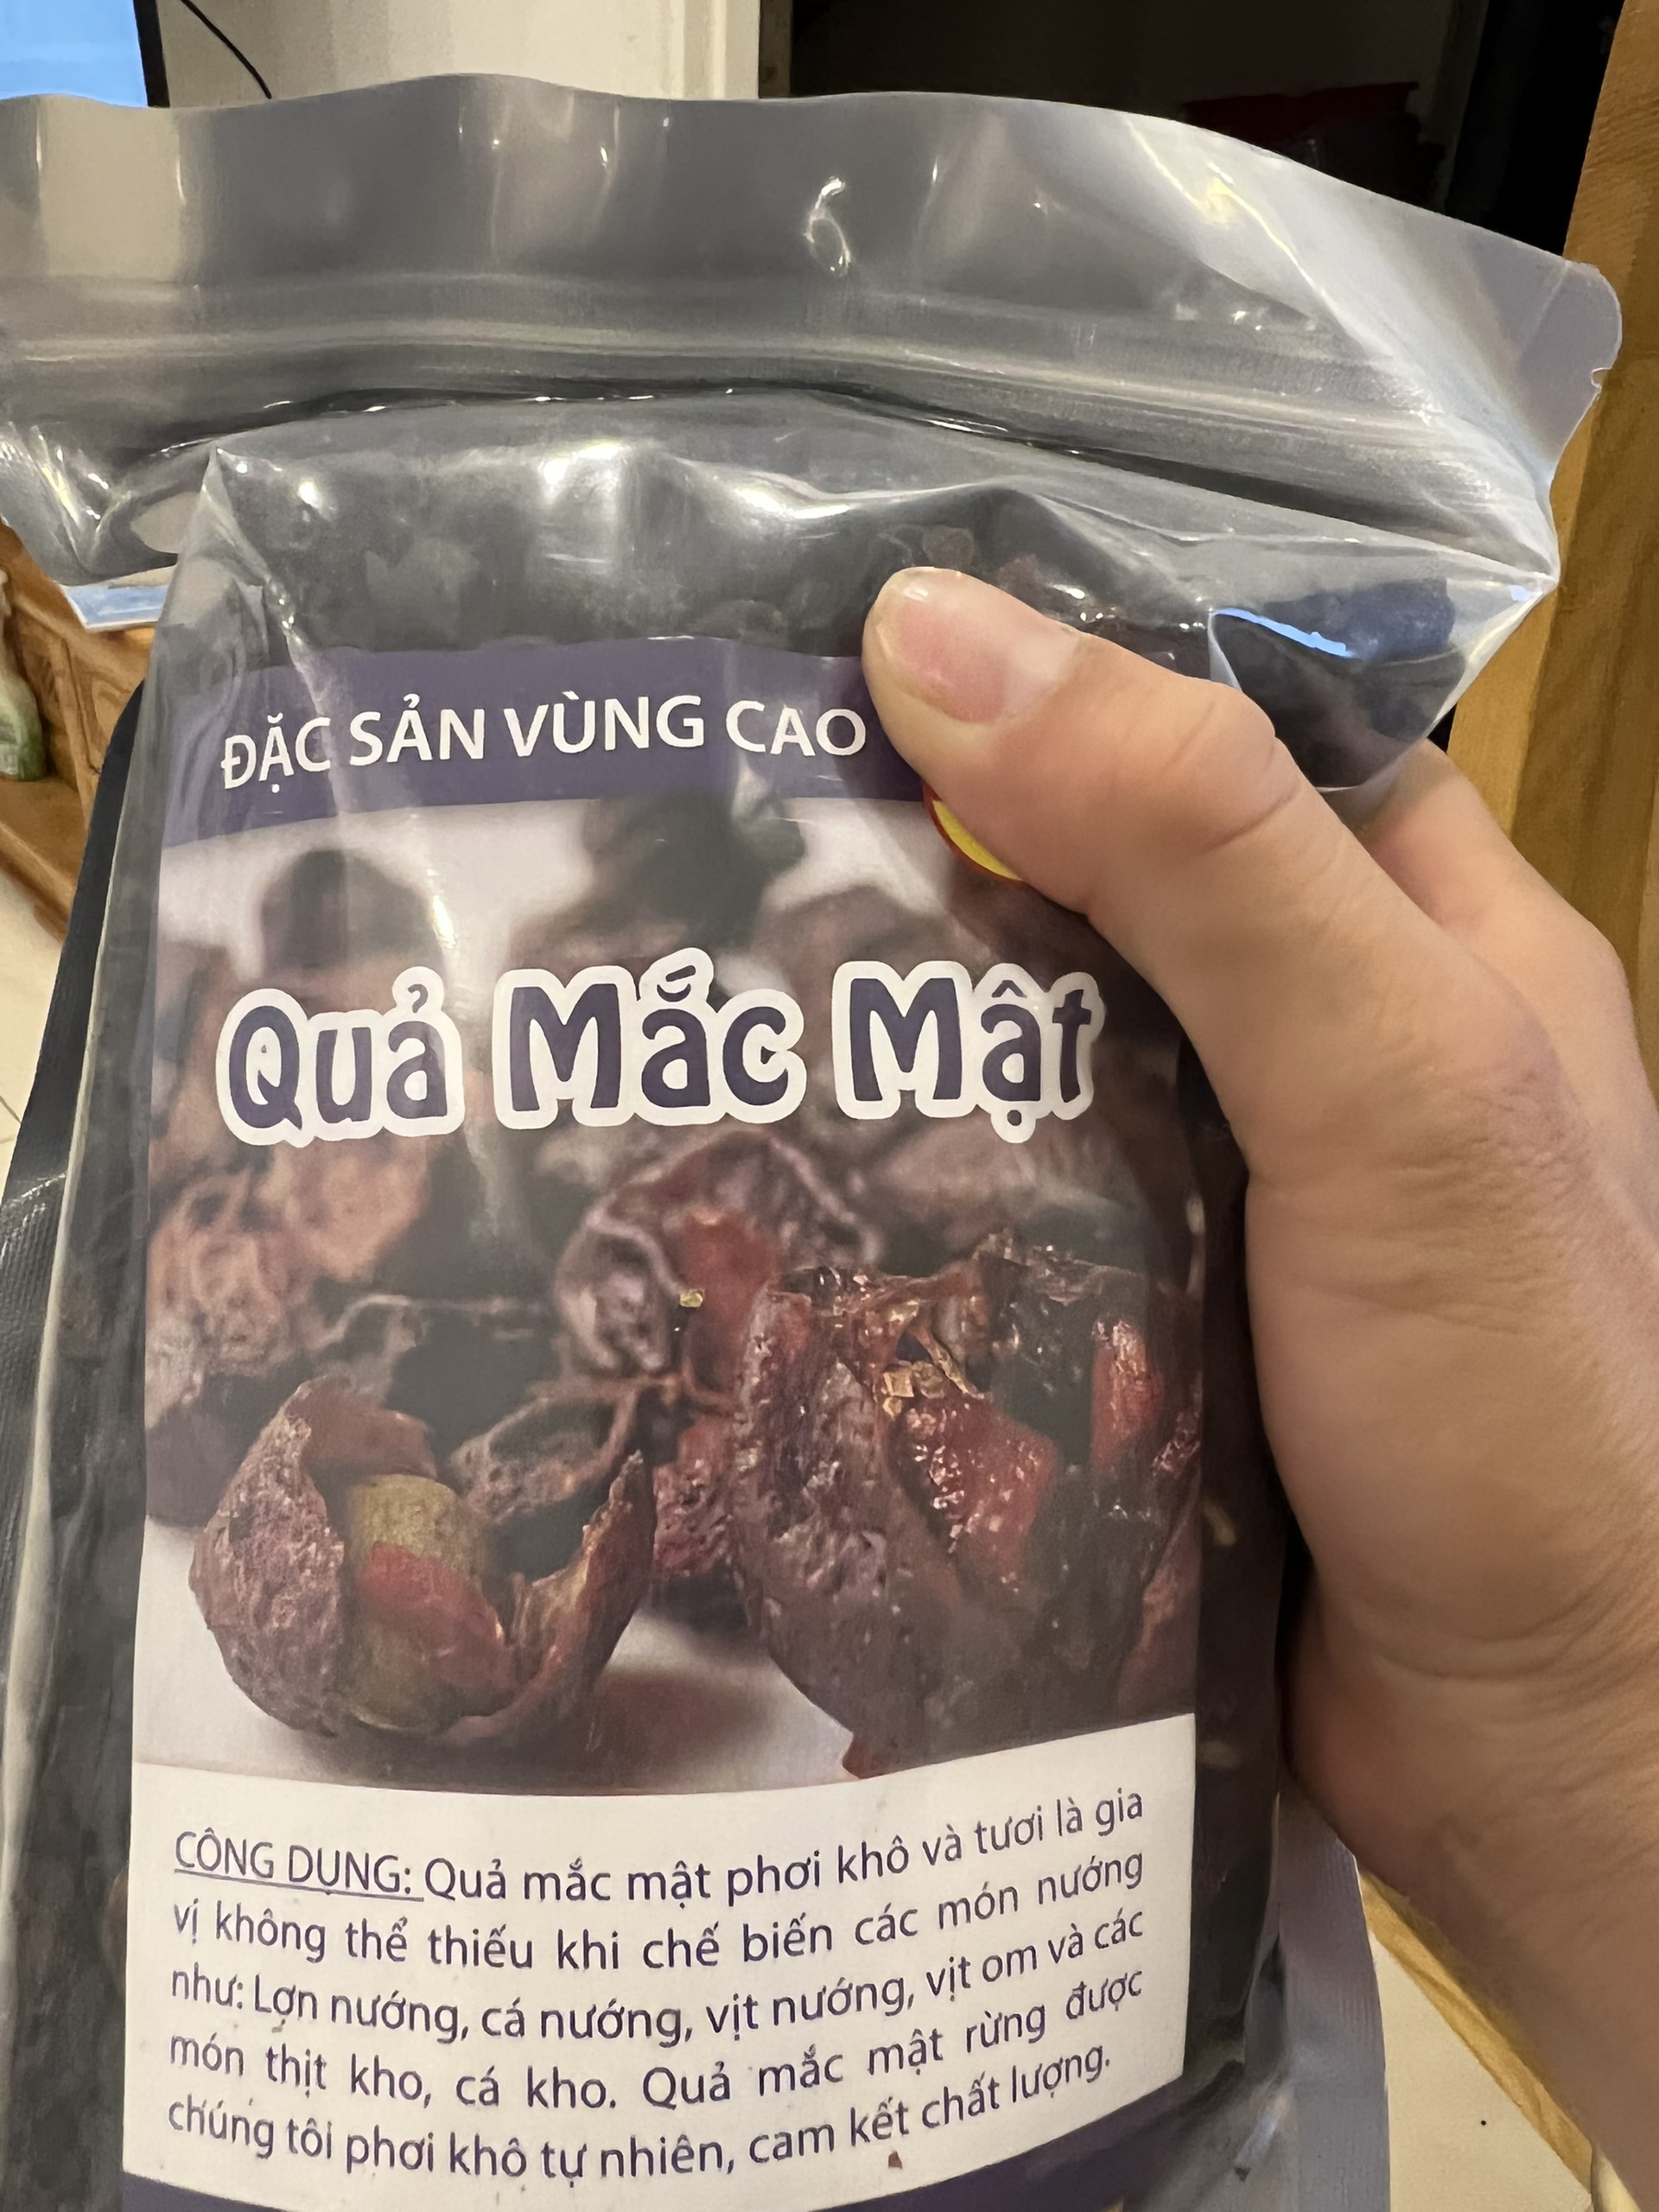 ĐẶC SẢN VÙNG CAO
Quả Mắc Mật
CÔNG DỤNG: Quả mắc mật phơi khô và tươi là gia
vị không thể thiếu khi chế biến các món nướng
như: Lợn nướng, cá nướng, vịt nướng, vịt om và các
món thịt kho, cá kho. Quả mắc mật rừng được
chúng tôi phơi khô tự nhiên, cam kết chất lượng.